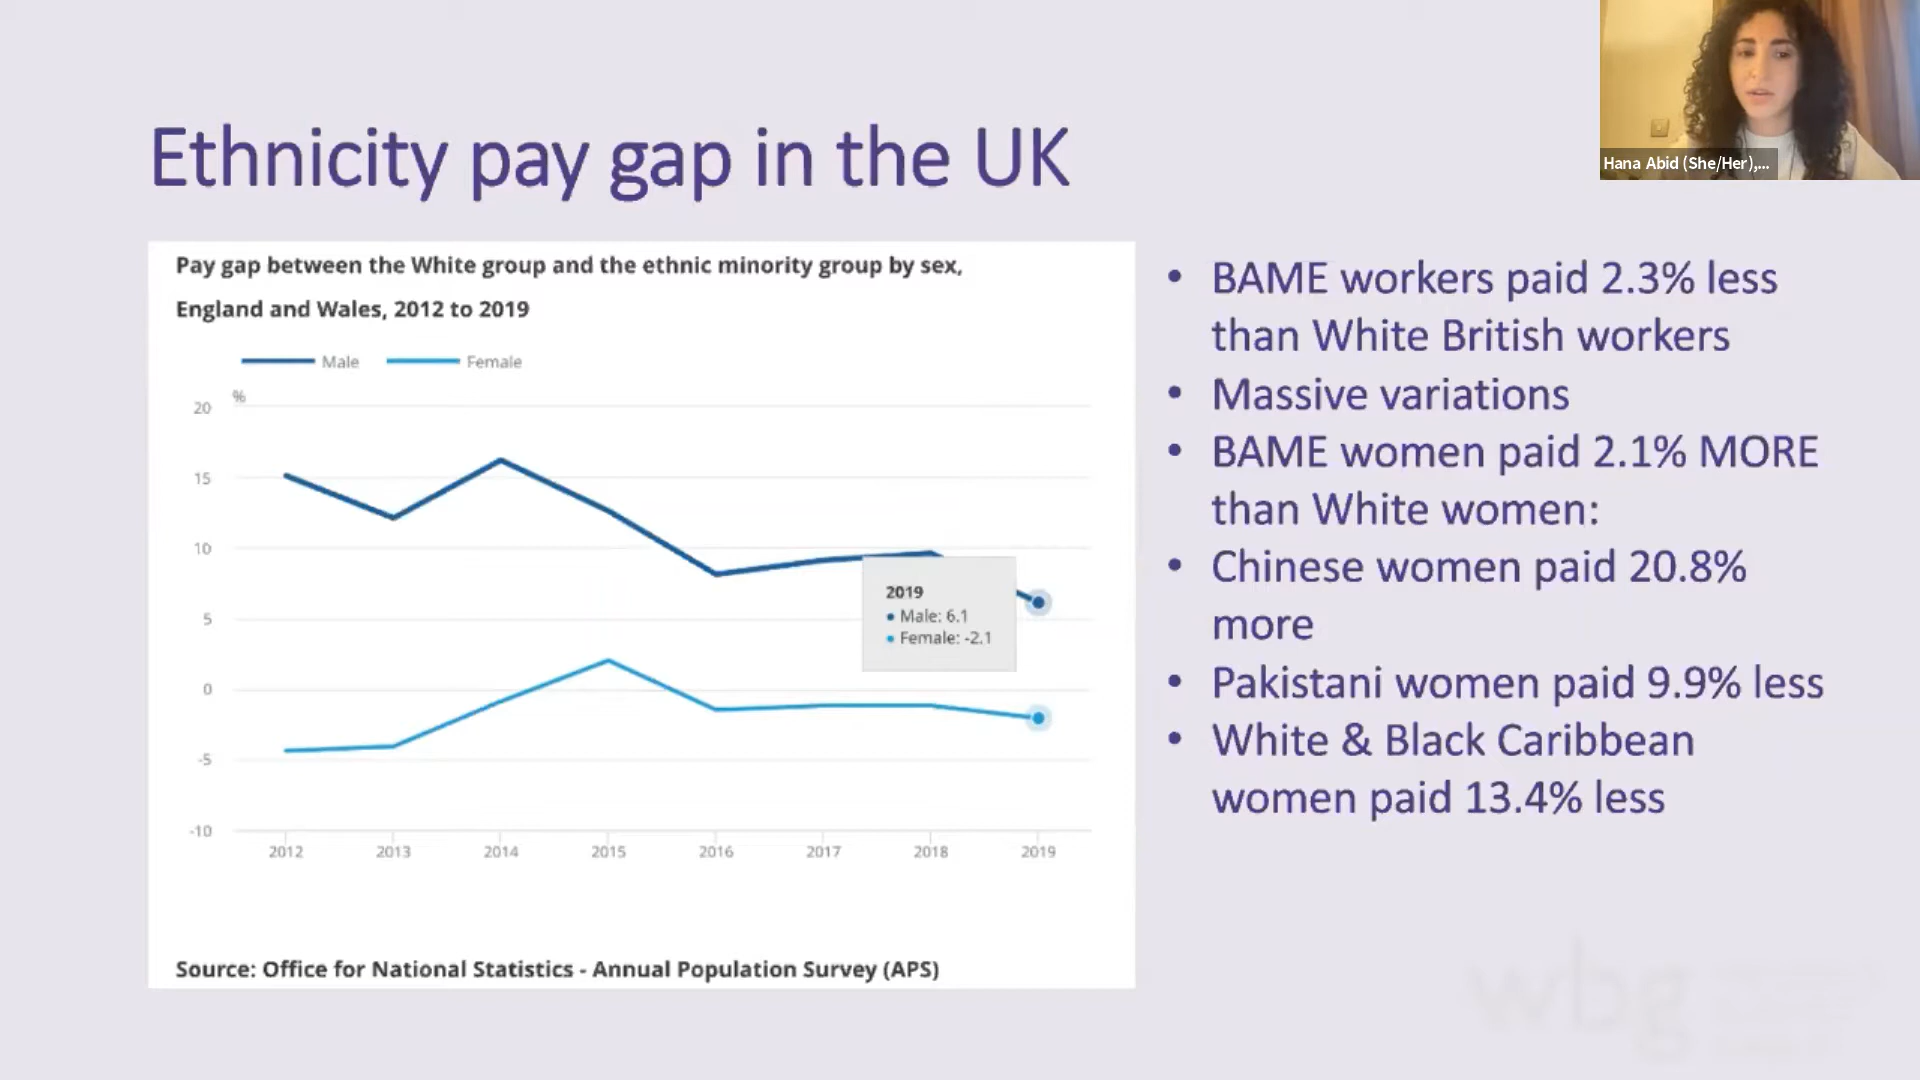 Hana Abid (She/Her),...
Ethnicity pay gap in the UK
Pay gap between the White group and the ethnic minority group by sex,
England and Wales, 2012 to 2019
Male Female
%
20
15
10
5
0
-5
-10
2019
• Male: 6.1
• Female: -2.1
2012 2013 2014 2015 2016 2017 2018 2019
Source: Office for National Statistics - Annual Population Survey (APS)
• BAME workers paid 2.3% less
than White British workers
• Massive variations
• BAME women paid 2.1% MORE
than White women:
• Chinese women paid 20.8%
more
• Pakistani women paid 9.9% less
• White & Black Caribbean
women paid 13.4% less
wbg